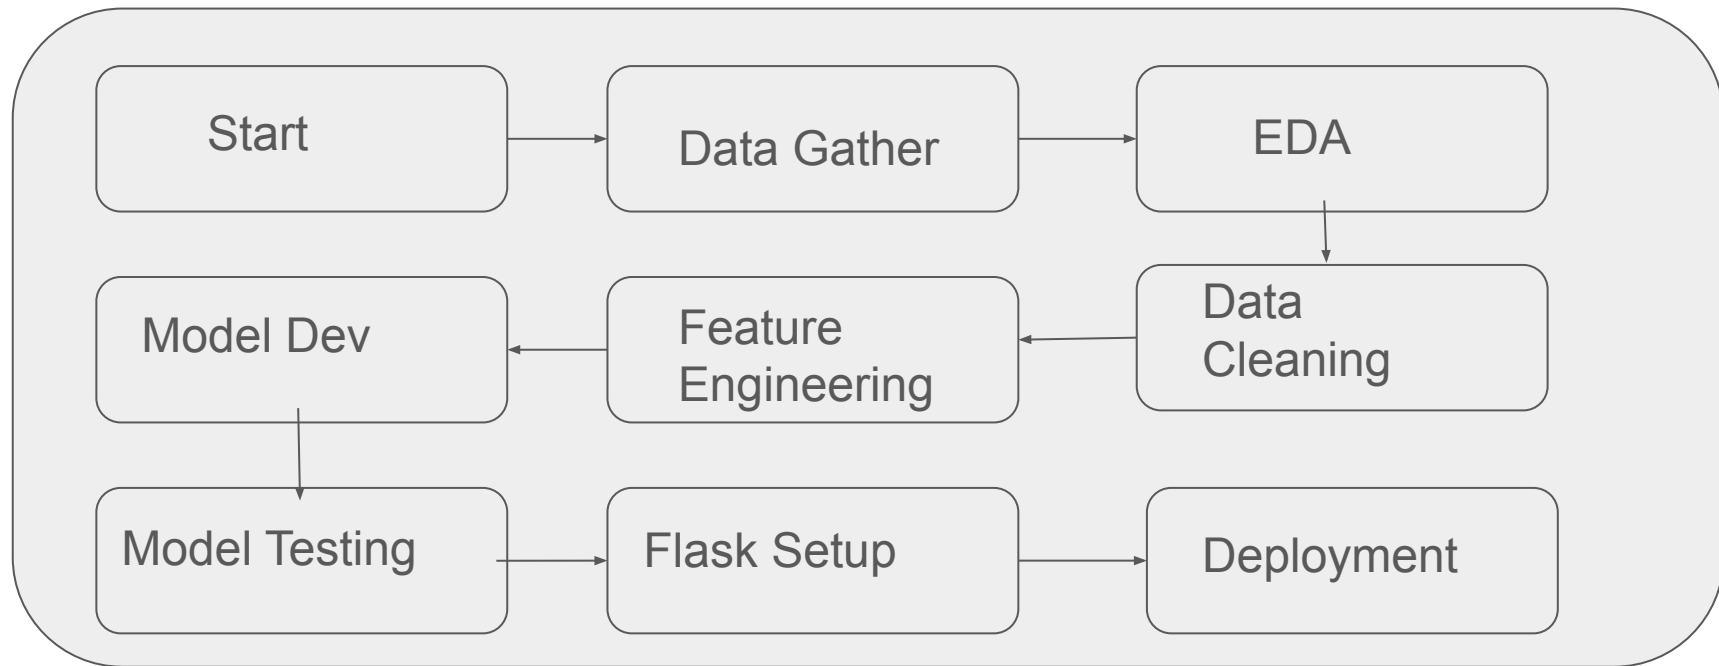 Start
Data Gather
EDA
Data
Cleaning
Feature
Engineering
Model Dev
Model Testing
Flask Setup
Deployment